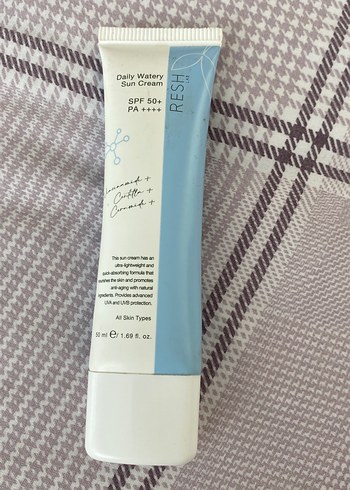 Daily Watery
Sun Cream
SPF 50+
PA ++++
RESH
Centella +
Ceramide +
This sun cream has an
ultra-lightweight and
quick-absorbing formula that
nourishes the skin and promotes
anti-aging with natural
ingredients. Provides advanced
UVA and UVB protection.
All Skin Types
50 ml e/ 1.69 fl. oz.